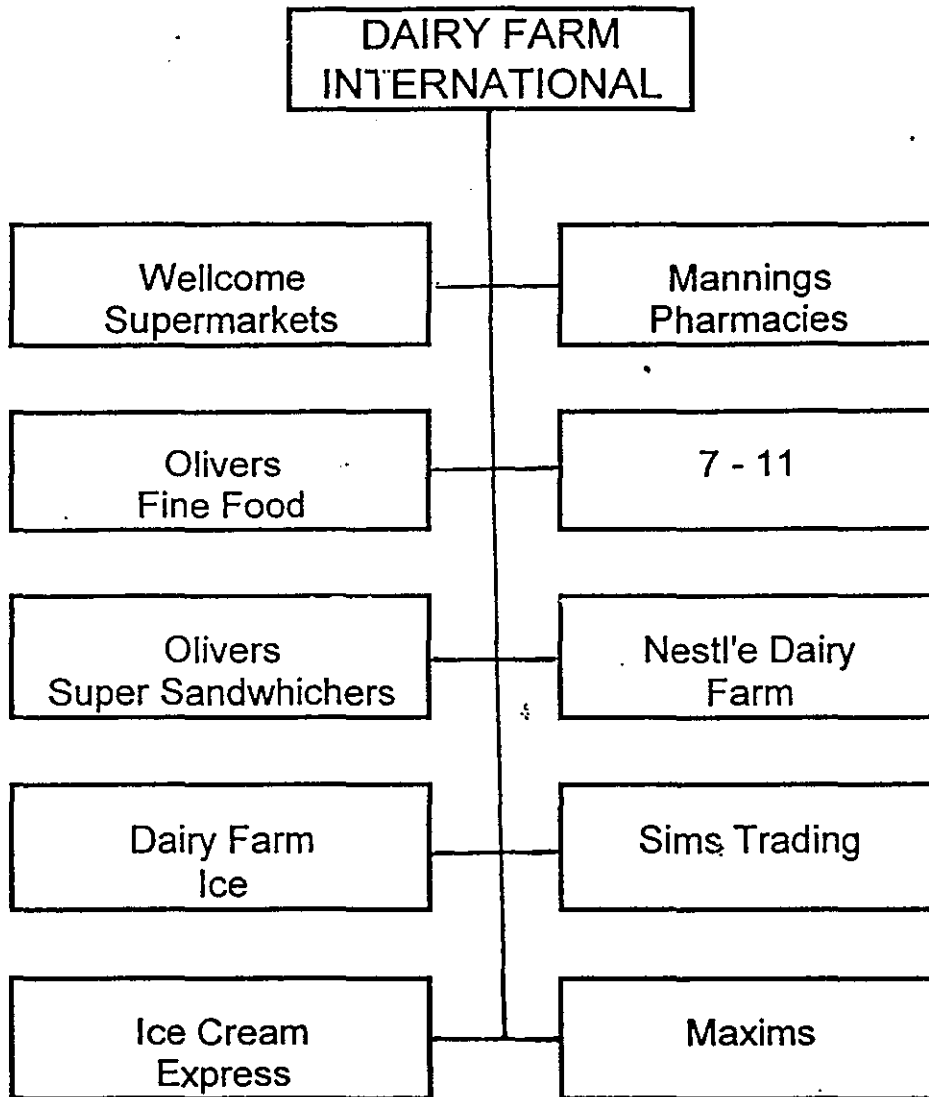 DAIRY FARM
INTERNATIONAL
Wellcome
Supermarkets
Mannings
Pharmacies
Olivers
Fine Food
7 - 11
Olivers
Super Sandwhichers
Nestl'e Dairy
Farm
Dairy Farm
Ice
Sims Trading
Ice Cream
Express
Maxims